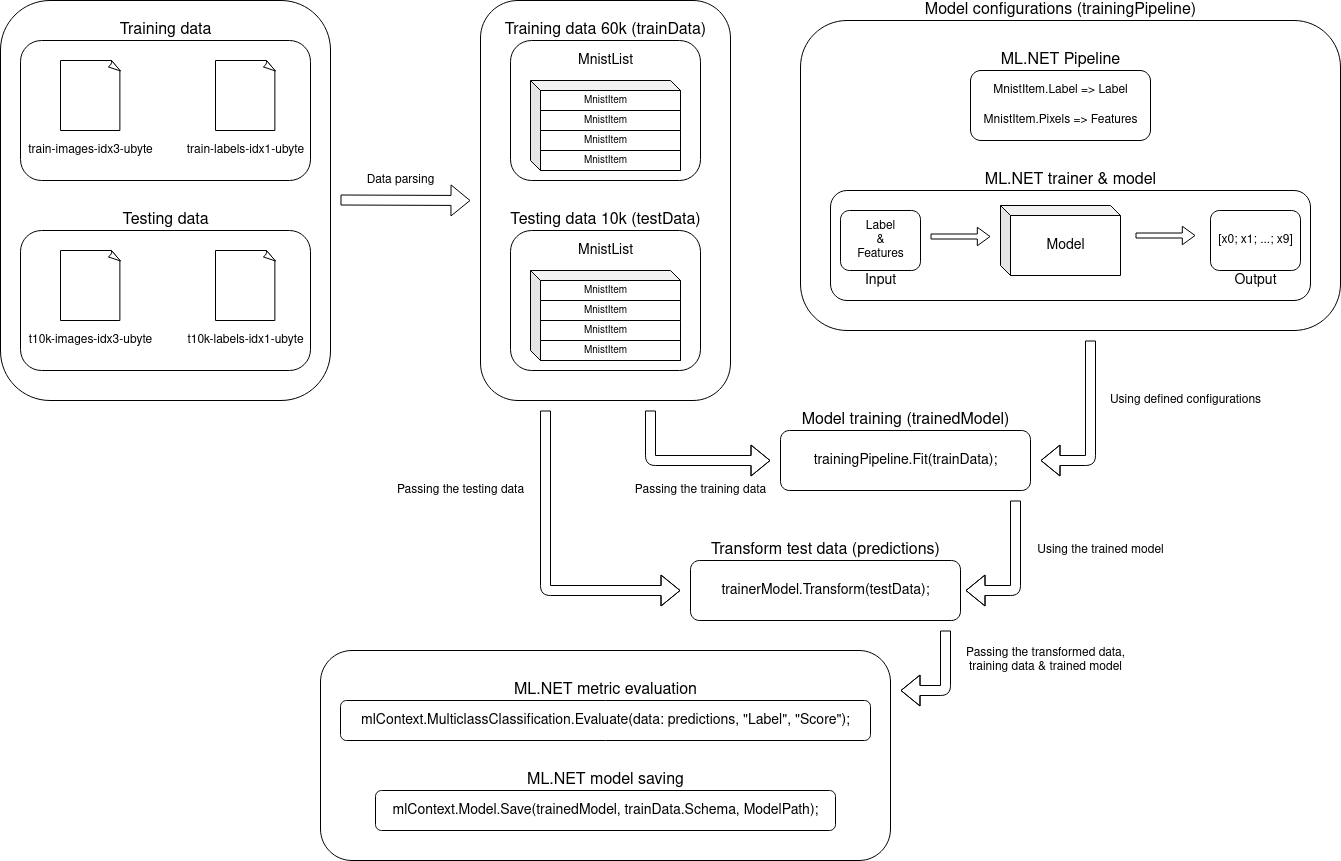 Training data
train-images-idx3-ubyte
train-labels-idx1-ubyte
Testing data
t10k-images-idx3-ubyte
t10k-labels-idx1-ubyte
Data parsing
Training data 60k (trainData)
MnistList
MnistItem
MnistItem
MnistItem
MnistItem
Testing data 10k (testData)
MnistList
MnistItem
MnistItem
MnistItem
MnistItem
Model configurations (trainingPipeline)
ML.NET Pipeline
MnistItem.Label => Label
MnistItem.Pixels => Features
ML.NET trainer & model
Label
&
Features
Input
Model
[x0; x1; ...; x9]
Output
Using defined configurations
Model training (trainedModel)
trainingPipeline.Fit(trainData);
Passing the testing data
Passing the training data
Using the trained model
Transform test data (predictions)
trainerModel.Transform(testData);
Passing the transformed data,
training data & trained model
ML.NET metric evaluation
mlContext.MulticlassClassification.Evaluate(data: predictions, "Label", "Score");
ML.NET model saving
mlContext.Model.Save(trainedModel, trainData.Schema, ModelPath);